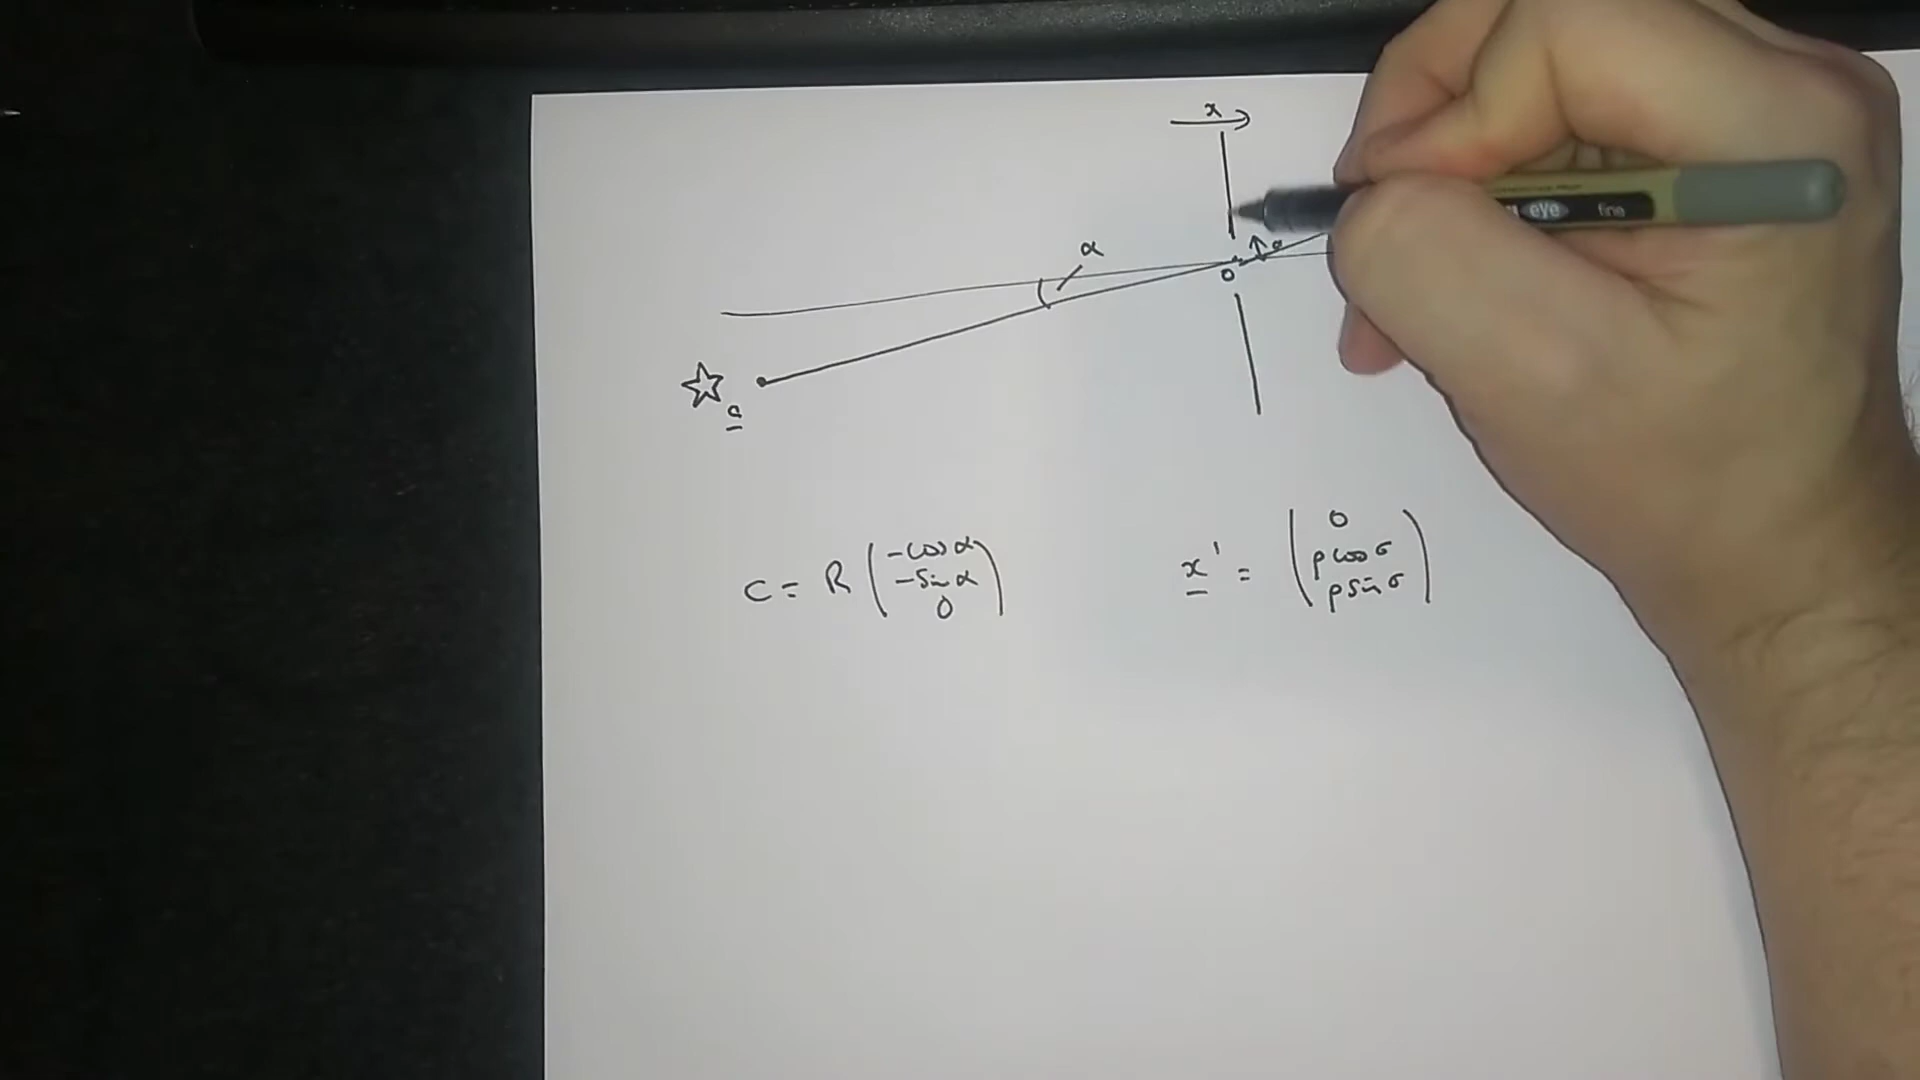 x
α
O
c
c = R ( -cos α
-sin α
0 )
x' = ( 0
ρ cos σ
ρ sin σ )
eye fine